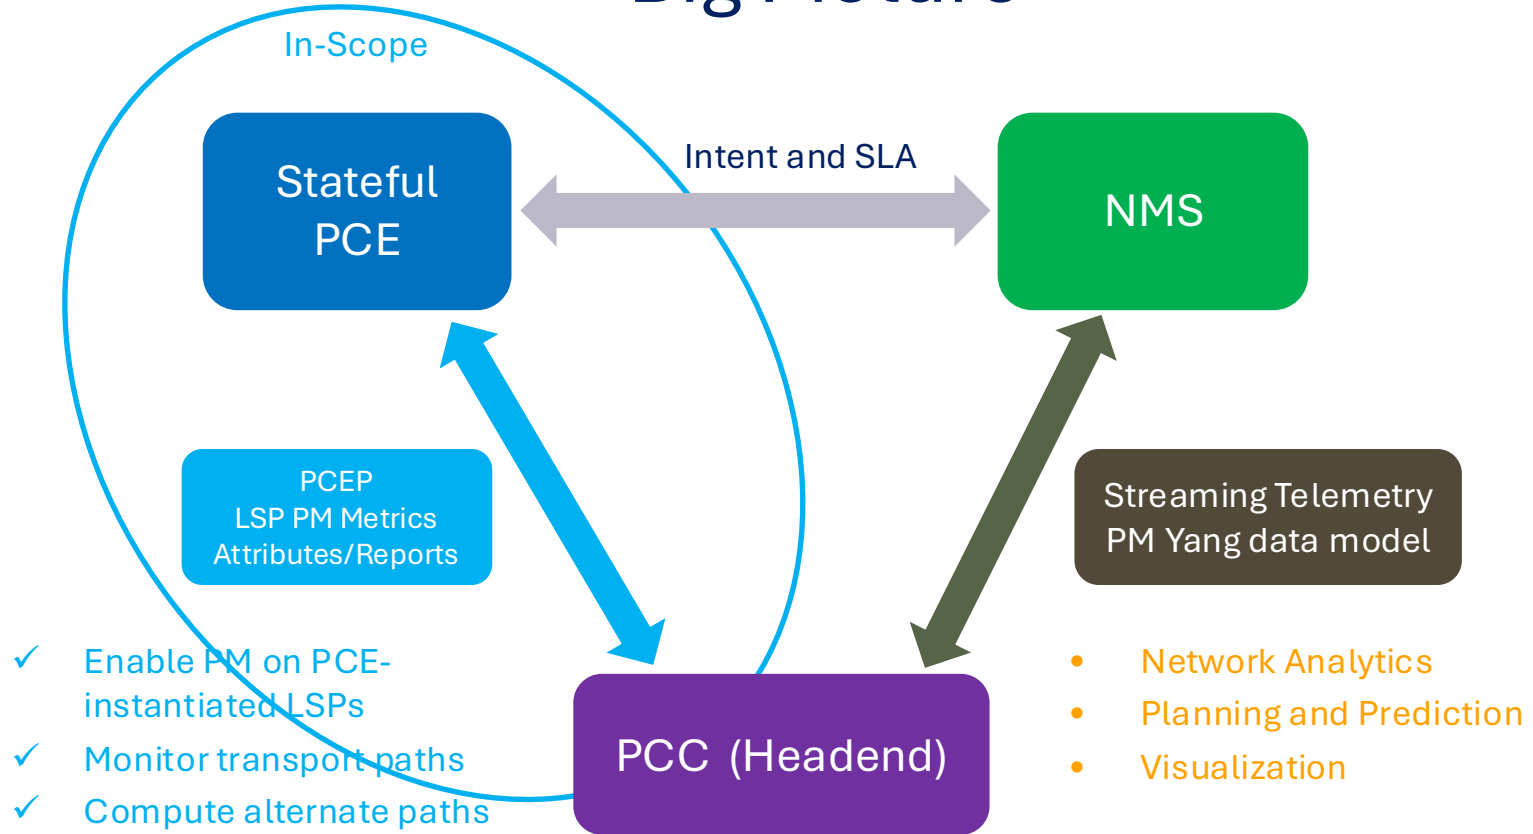 Big Picture
In-Scope
Stateful
PCE
Intent and SLA
NMS
PCEP
LSP PM Metrics
Attributes/Reports
Streaming Telemetry
PM Yang data model
Enable PM on PCE-
instantiated LSPs
Monitor transport paths
Compute alternate paths
PCC (Headend)
Network Analytics
Planning and Prediction
Visualization